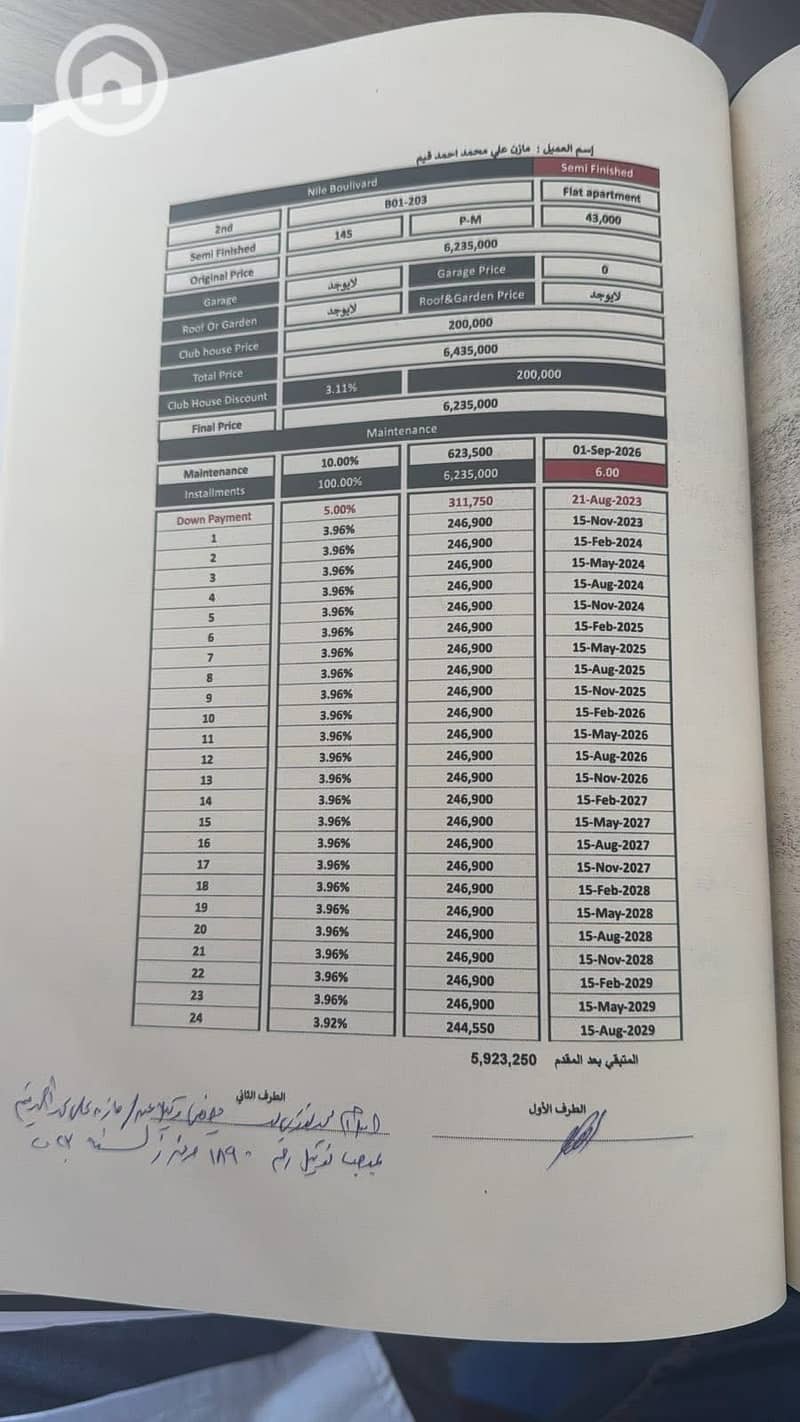 إسم العميل : مازن علي محمد احمد قيم
Nile Boulivard Semi Finished
2nd B01-203 Flat apartment
Semi Finished 145 P-M 43,000
Original Price 6,235,000
Garage لايوجد Garage Price 0
Roof Or Garden لايوجد Roof&Garden Price لايوجد
Club house Price 200,000
Total Price 6,435,000
Club House Discount 3.11% 200,000
Final Price 6,235,000
Maintenance
Maintenance 10.00% 623,500 01-Sep-2026
Installments 100.00% 6,235,000 6.00
Down Payment 5.00% 311,750 21-Aug-2023
1 3.96% 246,900 15-Nov-2023
2 3.96% 246,900 15-Feb-2024
3 3.96% 246,900 15-May-2024
4 3.96% 246,900 15-Aug-2024
5 3.96% 246,900 15-Nov-2024
6 3.96% 246,900 15-Feb-2025
7 3.96% 246,900 15-May-2025
8 3.96% 246,900 15-Aug-2025
9 3.96% 246,900 15-Nov-2025
10 3.96% 246,900 15-Feb-2026
11 3.96% 246,900 15-May-2026
12 3.96% 246,900 15-Aug-2026
13 3.96% 246,900 15-Nov-2026
14 3.96% 246,900 15-Feb-2027
15 3.96% 246,900 15-May-2027
16 3.96% 246,900 15-Aug-2027
17 3.96% 246,900 15-Nov-2027
18 3.96% 246,900 15-Feb-2028
19 3.96% 246,900 15-May-2028
20 3.96% 246,900 15-Aug-2028
21 3.96% 246,900 15-Nov-2028
22 3.96% 246,900 15-Feb-2029
23 3.96% 246,900 15-May-2029
24 3.92% 244,550 15-Aug-2029
المتبقي بعد المقدم 5,923,250
الطرف الأول الطرف الثاني